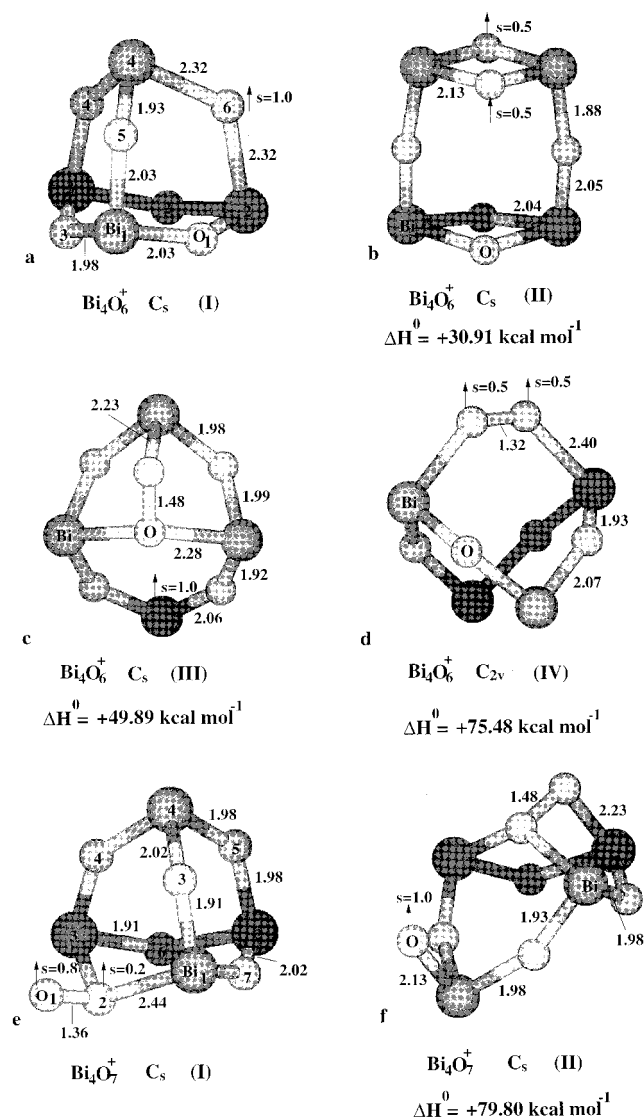 4
2.32
4
1.93
6
s=1.0
5
2.03
2.32
3
Bi1
O1
1.98
2.03
a
Bi4O6+ Cs (I)
s=0.5
2.13
s=0.5
1.88
2.05
2.04
Bi
O
b
Bi4O6+ Cs (II)
ΔH0 = +30.91 kcal mol-1
2.23
1.98
1.48
1.99
Bi
O
2.28
1.92
s=1.0
2.06
c
Bi4O6+ Cs (III)
ΔH0 = +49.89 kcal mol-1
s=0.5
s=0.5
1.32
2.40
Bi
1.93
O
2.07
d
Bi4O6+ C2v (IV)
ΔH0 = +75.48 kcal mol-1
4
1.98
4
2.02
5
3
1.98
3
1.91
1.91
s=0.8
s=0.2
Bi1
7
2.02
O1
2
2.44
1.36
e
Bi4O7+ Cs (I)
1.48
2.23
Bi
s=1.0
1.93
1.98
O
2.13
1.98
f
Bi4O7+ Cs (II)
ΔH0 = +79.80 kcal mol-1